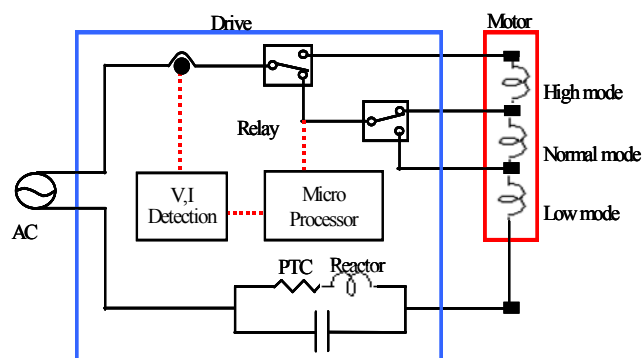 Drive
Motor
High mode
Relay
Normal mode
V,I
Detection
Micro
Processor
Low mode
AC
PTC
Reactor